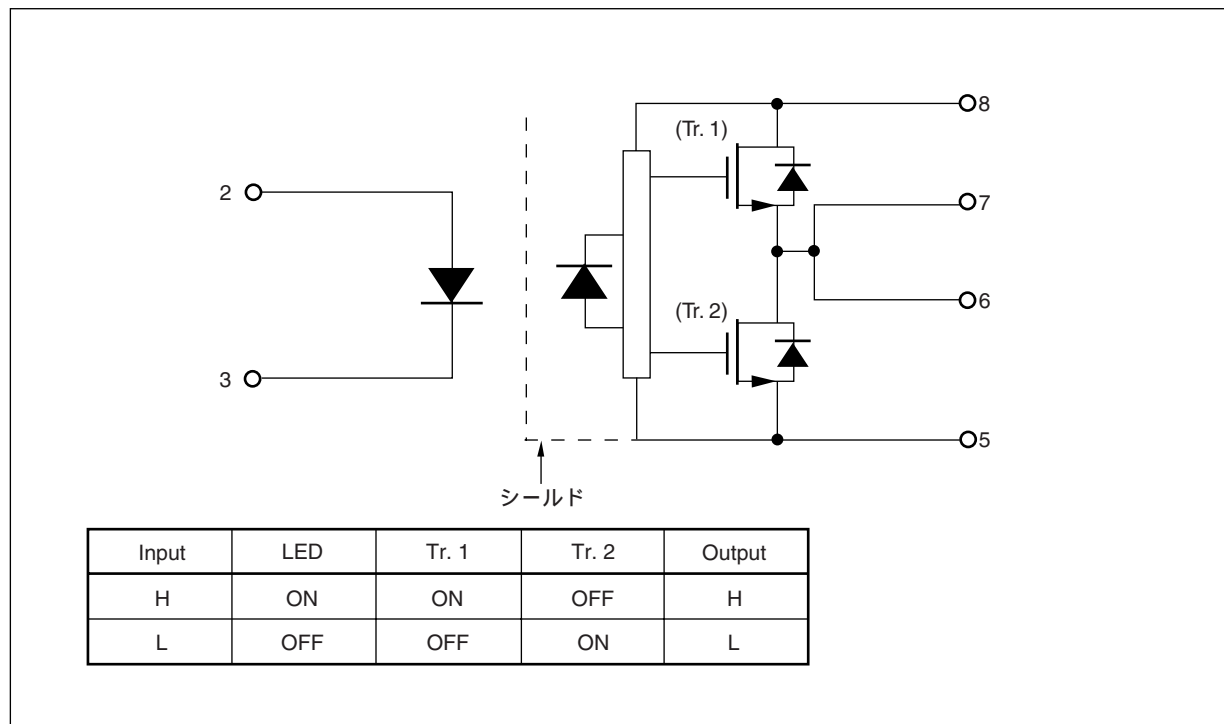 8
(Tr. 1)
2
7
6
(Tr. 2)
3
5
シールド
Input LED Tr. 1 Tr. 2 Output
H ON ON OFF H
L OFF OFF ON L